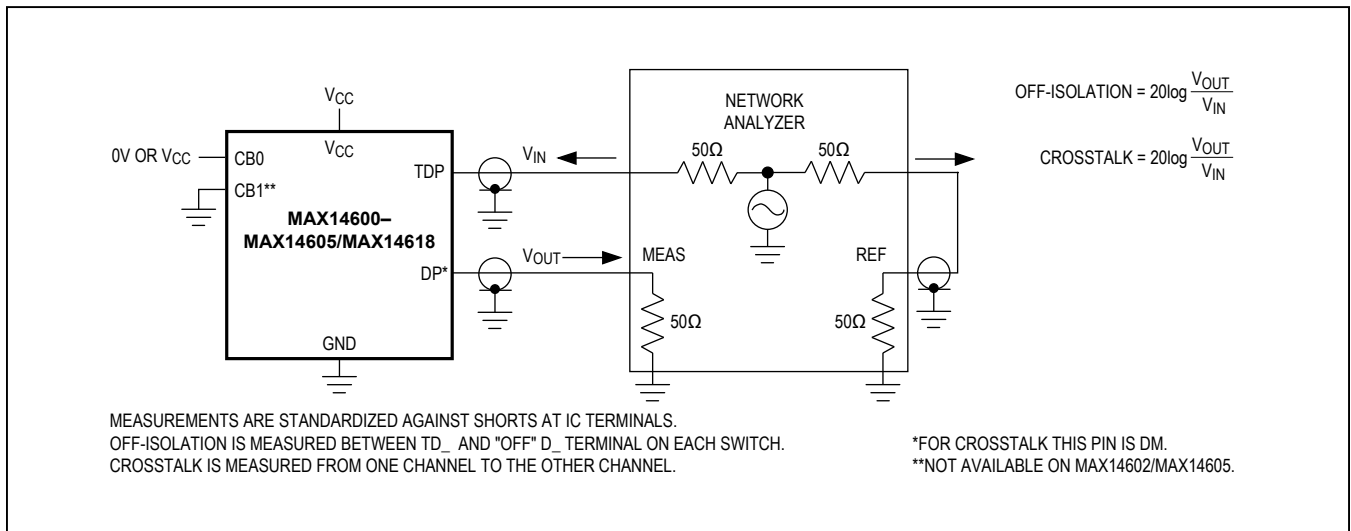 VCC
0V OR VCC
CB0
VCC
CB1**
TDP
MAX14600–
MAX14605/MAX14618
DP*
GND
VIN
VOUT
NETWORK
ANALYZER
50Ω
50Ω
MEAS
REF
50Ω
50Ω
OFF-ISOLATION = 20log VOUT
VIN
CROSSTALK = 20log VOUT
VIN
MEASUREMENTS ARE STANDARDIZED AGAINST SHORTS AT IC TERMINALS.
OFF-ISOLATION IS MEASURED BETWEEN TD_ AND "OFF" D_ TERMINAL ON EACH SWITCH.
CROSSTALK IS MEASURED FROM ONE CHANNEL TO THE OTHER CHANNEL.
*FOR CROSSTALK THIS PIN IS DM.
**NOT AVAILABLE ON MAX14602/MAX14605.